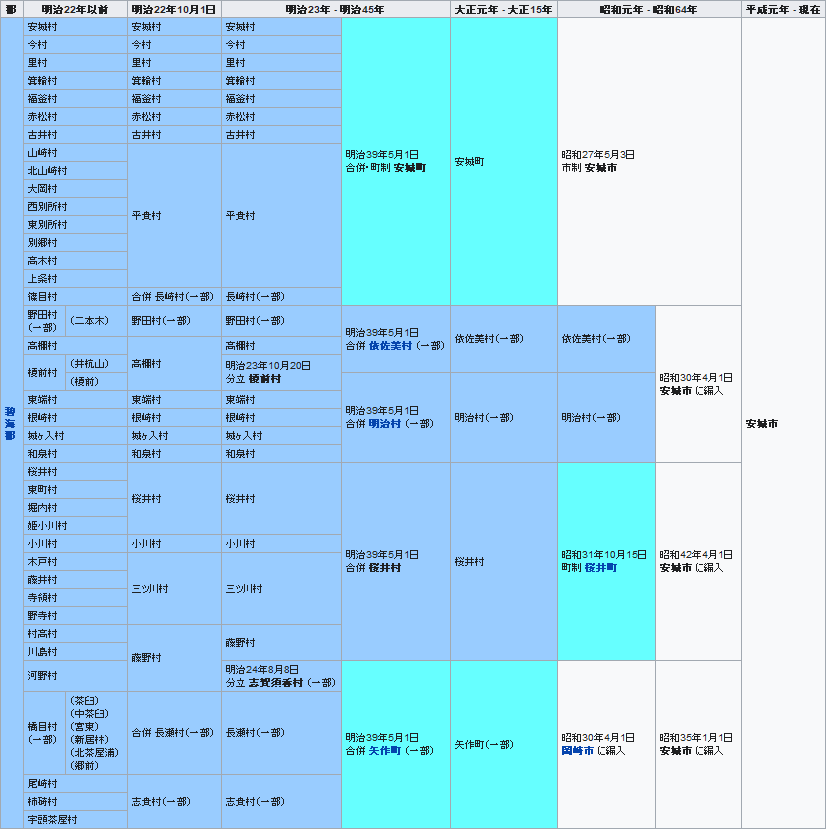 郡 明治22年以前 明治22年10月1日 明治23年 - 明治45年 大正元年 - 大正15年 昭和元年 - 昭和64年 平成元年 - 現在
碧海郡
安城村 安城村 安城村
今村 今村 今村
里村 里村 里村
箕輪村 箕輪村 箕輪村
福釜村 福釜村 福釜村
赤松村 赤松村 赤松村
古井村 古井村 古井村
山崎村
北山崎村
大岡村
西別所村
東別所村
別郷村
高木村
上条村
平貴村 平貴村
篠目村 合併 長崎村(一部) 長崎村(一部)
明治39年5月1日
合併・町制 安城町
安城町
昭和27年5月3日
市制 安城市
野田村
(一部)
(二本木)
野田村(一部) 野田村(一部)
高棚村 高棚村 高棚村
榎前村
(井杭山)
(榎前)
明治23年10月20日
分立 榎前村
東端村 東端村 東端村
根崎村 根崎村 根崎村
城ヶ入村 城ヶ入村 城ヶ入村
和泉村 和泉村 和泉村
明治39年5月1日
合併 依佐美村 (一部)
依佐美村(一部) 依佐美村(一部)
明治39年5月1日
合併 明治村 (一部)
明治村(一部) 明治村(一部)
昭和30年4月1日
安城市 に編入
安城市
桜井村
東町村
堀内村
姫小川村
桜井村 桜井村
小川村 小川村 小川村
木戸村
藤井村
寺領村
野寺村
三ツ川村 三ツ川村
村高村
川島村
藤野村 藤野村
明治39年5月1日
合併 桜井村
桜井村
昭和31年10月15日
町制 桜井町
昭和42年4月1日
安城市 に編入
河野村
明治24年8月8日
分立 志貴須香村 (一部)
橋目村
(一部)
(茶臼)
(中茶臼)
(宮東)
(新居林)
(北茶屋浦)
(郷前)
合併 長瀬村(一部) 長瀬村(一部)
尾崎村
柿碕村
宇頭茶屋村
志貴村(一部) 志貴村(一部)
明治39年5月1日
合併 矢作町 (一部)
矢作町(一部)
昭和30年4月1日
岡崎市 に編入
昭和35年1月1日
安城市 に編入